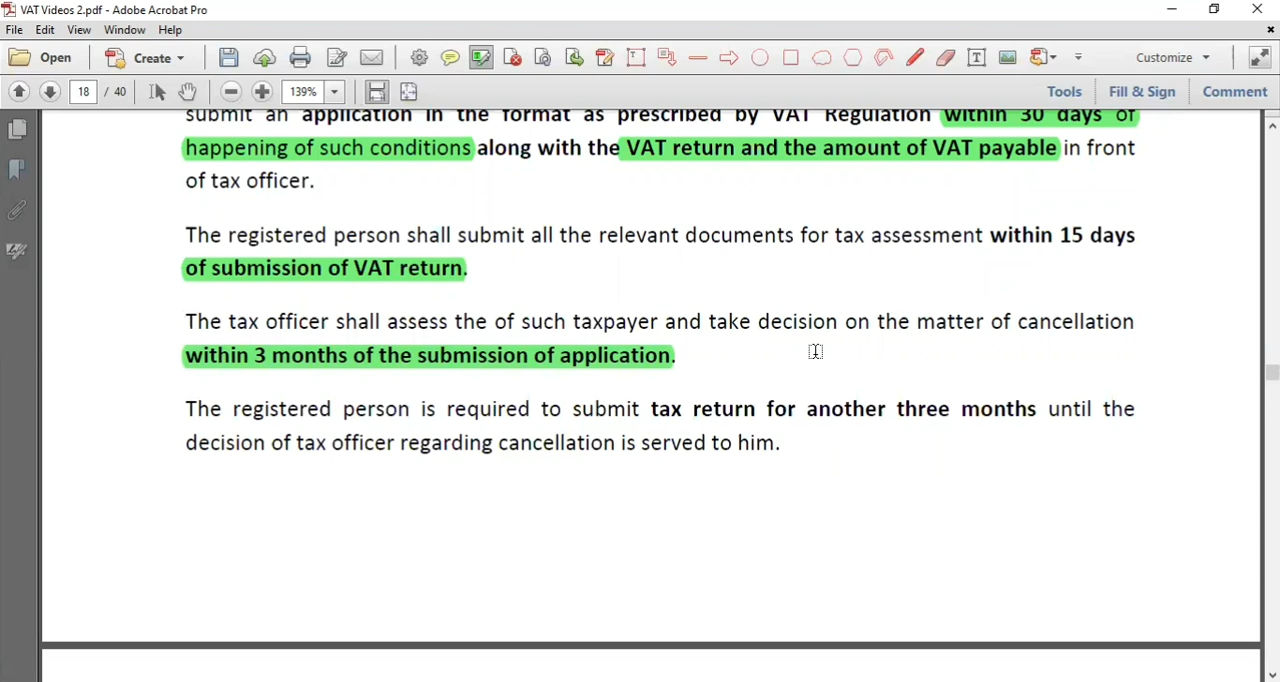 VAT Videos 2.pdf - Adobe Acrobat Pro
File Edit View Window Help
Open Create Customize
18 / 40 139% Tools Fill & Sign Comment
submit an application in the format as prescribed by VAT Regulation within 30 days of
happening of such conditions along with the VAT return and the amount of VAT payable in front
of tax officer.
The registered person shall submit all the relevant documents for tax assessment within 15 days
of submission of VAT return.
The tax officer shall assess the of such taxpayer and take decision on the matter of cancellation
within 3 months of the submission of application.
The registered person is required to submit tax return for another three months until the
decision of tax officer regarding cancellation is served to him.